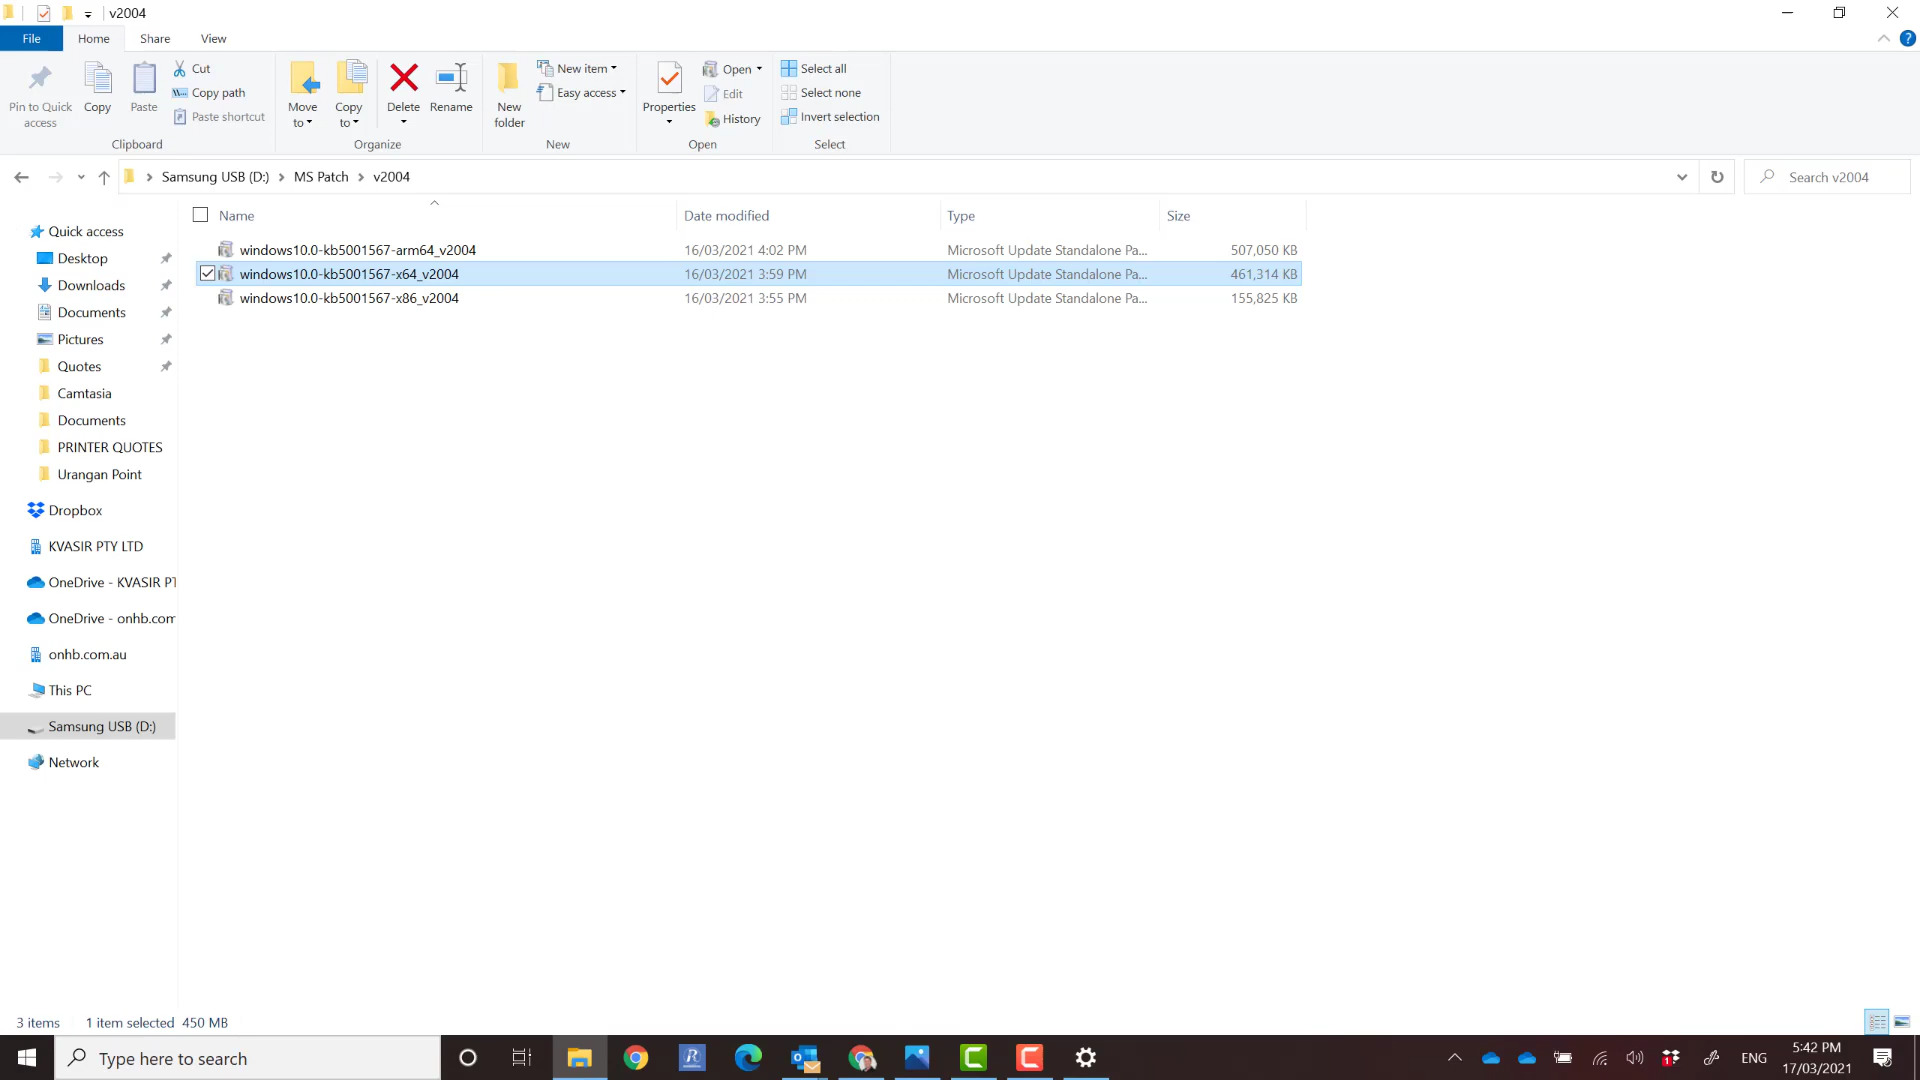 v2004
File Home Share View
Pin to Quick access
Copy
Paste
Cut
Copy path
Paste shortcut
Clipboard
Move to
Copy to
Delete
Rename
Organize
New folder
New item
Easy access
New
Properties
Open
Edit
History
Open
Select all
Select none
Invert selection
Select
Samsung USB (D:) MS Patch v2004
Search v2004
Name Date modified Type Size
windows10.0-kb5001567-arm64_v2004 16/03/2021 4:02 PM Microsoft Update Standalone Pa... 507,050 KB
windows10.0-kb5001567-x64_v2004 16/03/2021 3:59 PM Microsoft Update Standalone Pa... 461,314 KB
windows10.0-kb5001567-x86_v2004 16/03/2021 3:55 PM Microsoft Update Standalone Pa... 155,825 KB
Quick access
Desktop
Downloads
Documents
Pictures
Quotes
Camtasia
Documents
PRINTER QUOTES
Urangan Point
Dropbox
KVASIR PTY LTD
OneDrive - KVASIR PT
OneDrive - onhb.com
onhb.com.au
This PC
Samsung USB (D:)
Network
3 items 1 item selected 450 MB
Type here to search
ENG
5:42 PM
17/03/2021